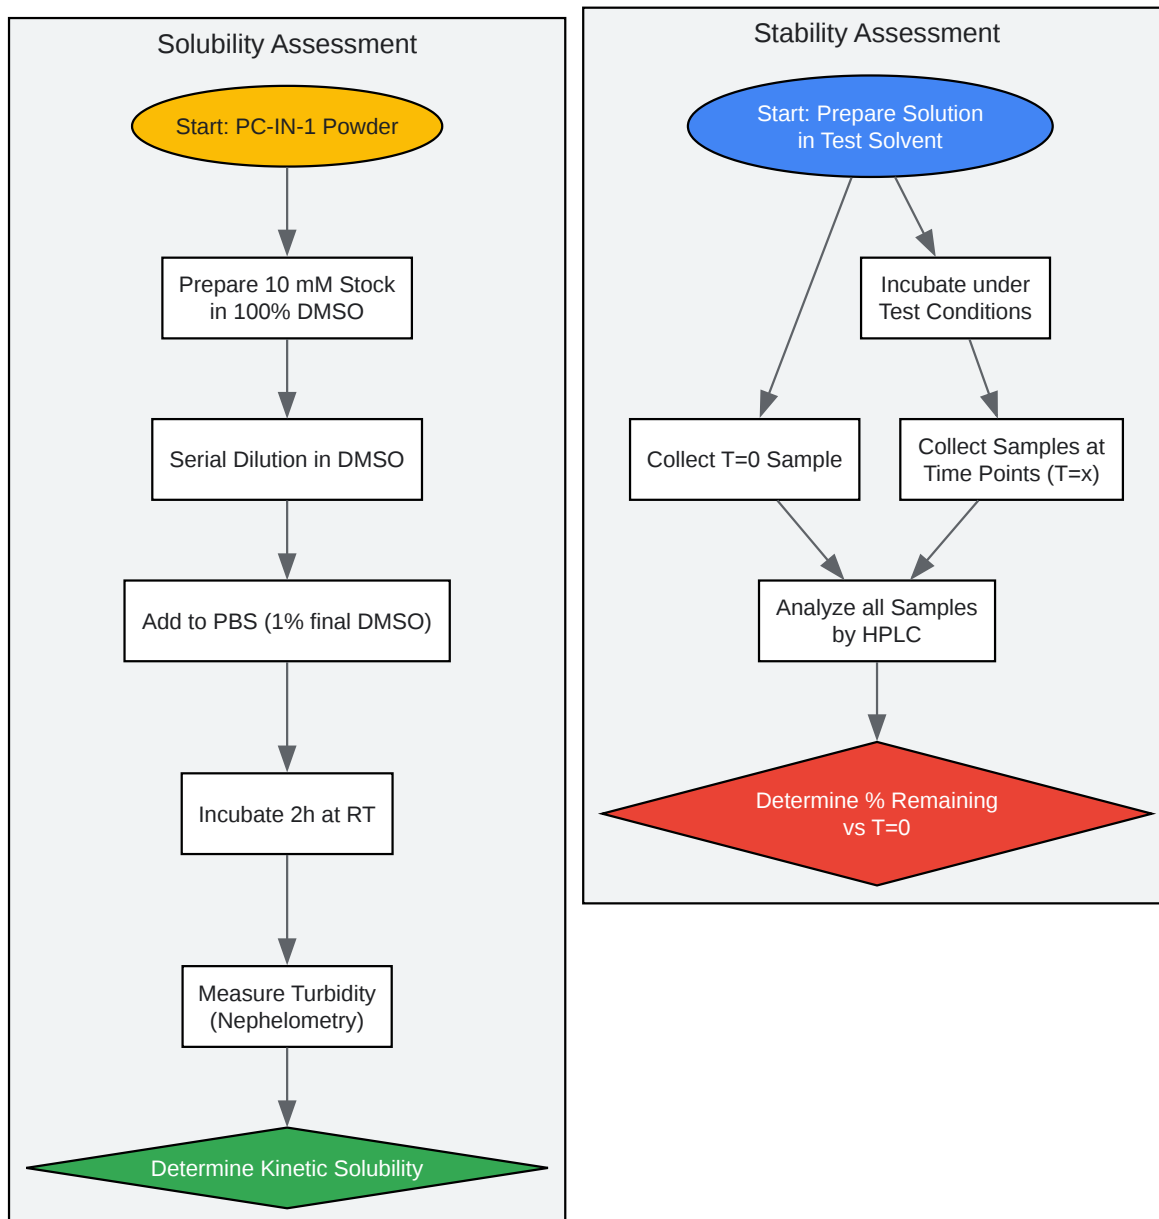 Solubility Assessment
Start: PC-IN-1 Powder
Prepare 10 mM Stock
in 100% DMSO
Serial Dilution in DMSO
Add to PBS (1% final DMSO)
Incubate 2h at RT
Measure Turbidity
(Nephelometry)
Determine Kinetic Solubility
Stability Assessment
Start: Prepare Solution
in Test Solvent
Incubate under
Test Conditions
Collect T=0 Sample
Collect Samples at
Time Points (T=x)
Analyze all Samples
by HPLC
Determine % Remaining
vs T=0